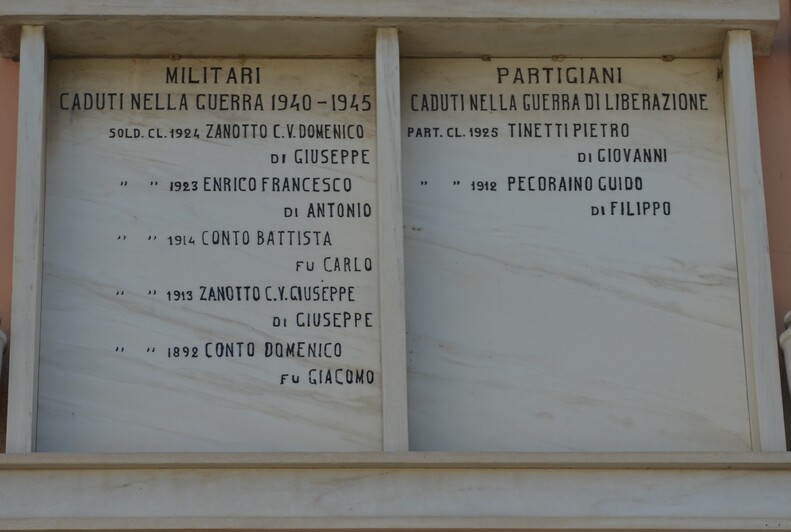 MILITARI
CADUTI NELLA GUERRA 1940-1945
SOLD. CL. 1924 ZANOTTO C.V. DOMENICO
DI GIUSEPPE
" " 1923 ENRICO FRANCESCO
DI ANTONIO
" " 1914 CONTO BATTISTA
FU CARLO
" " 1913 ZANOTTO C.V. GIUSEPPE
DI GIUSEPPE
" " 1892 CONTO DOMENICO
FU GIACOMO
PARTIGIANI
CADUTI NELLA GUERRA DI LIBERAZIONE
PART. CL. 1925 TINETTI PIETRO
DI GIOVANNI
" " 1912 PECORAINO GUIDO
DI FILIPPO